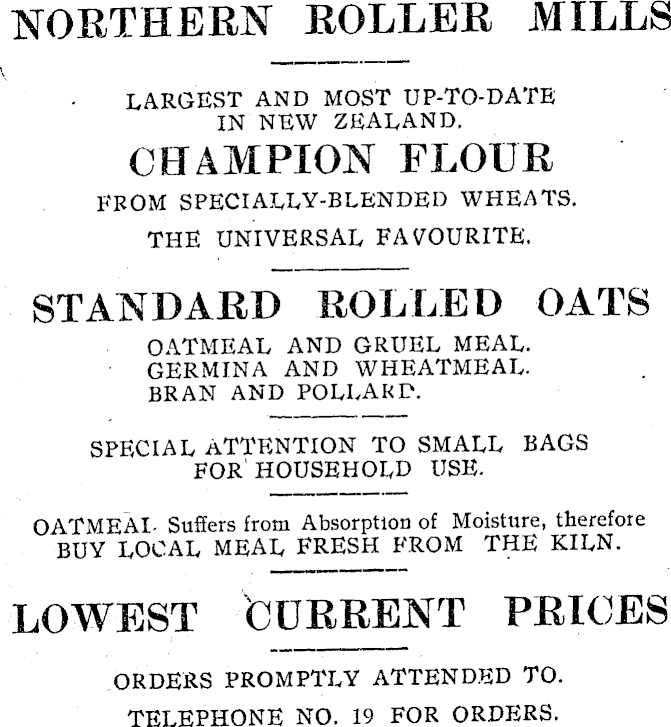 NORTHERN ROLLER MILLS
LARGEST AND MOST UP-TO-DATE
IN NEW ZEALAND.
CHAMPION FLOUR
FROM SPECIALLY-BLENDED WHEATS.
THE UNIVERSAL FAVOURITE.
STANDARD ROLLED OATS
OATMEAL AND GRUEL MEAL.
GERMINA AND WHEATMEAL.
BRAN AND POLLARD.
SPECIAL ATTENTION TO SMALL BAGS
FOR HOUSEHOLD USE.
OATMEAL Suffers from Absorption of Moisture, therefore
BUY LOCAL MEAL FRESH FROM THE KILN.
LOWEST CURRENT PRICES
ORDERS PROMPTLY ATTENDED TO.
TELEPHONE NO. 19 FOR ORDERS.